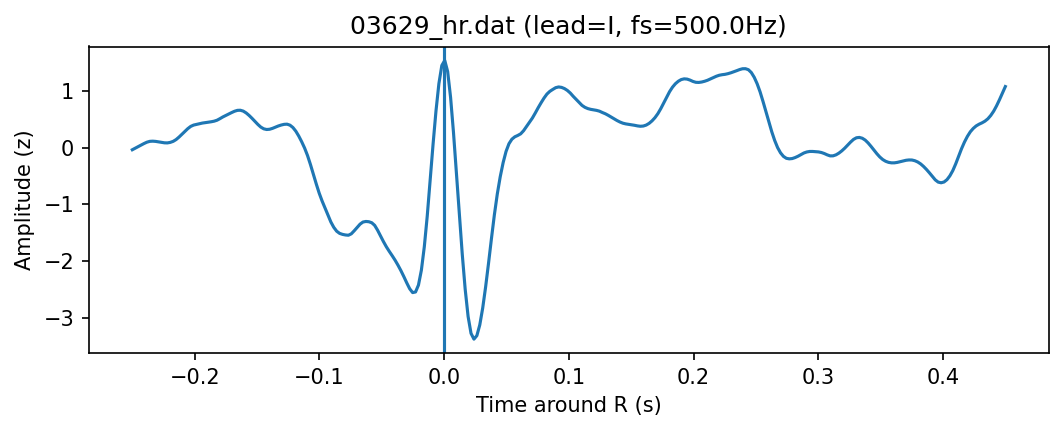 03629_hr.dat (lead=I, fs=500.0Hz)
Amplitude (z)
1
0
−1
−2
−3
−0.2 −0.1 0.0 0.1 0.2 0.3 0.4
Time around R (s)